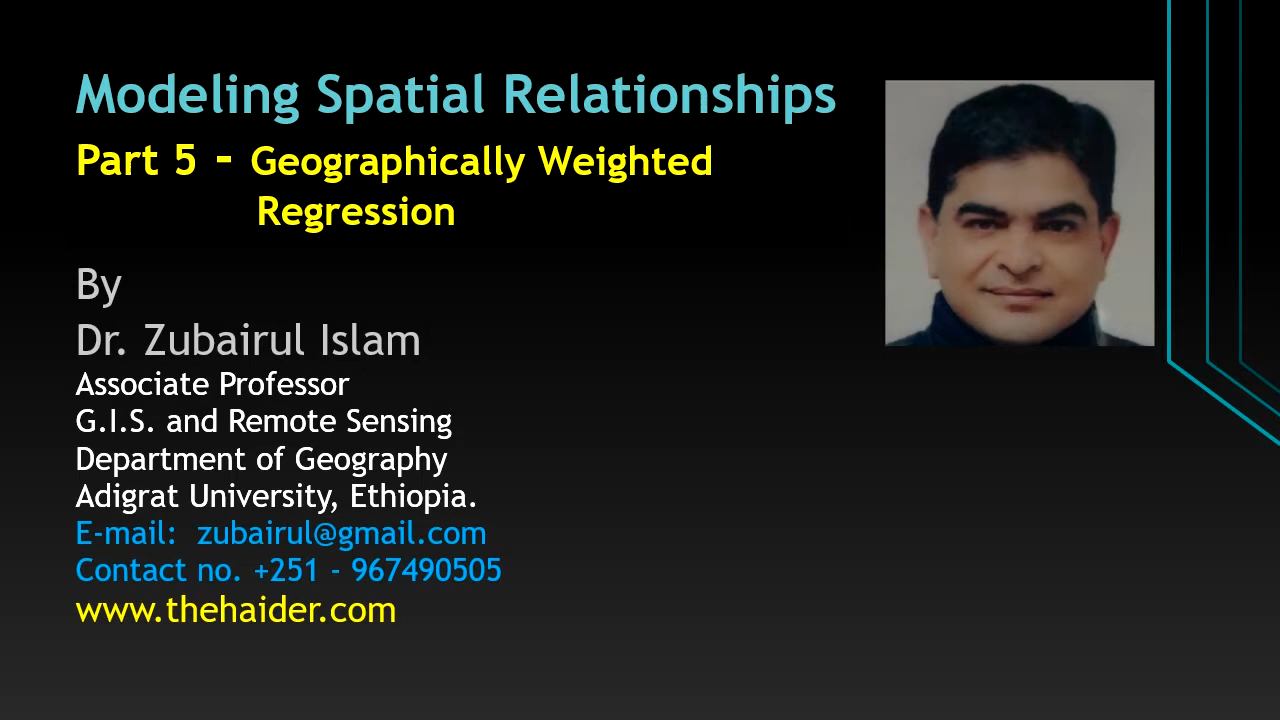 Modeling Spatial Relationships
Part 5 - Geographically Weighted
Regression
By
Dr. Zubairul Islam
Associate Professor
G.I.S. and Remote Sensing
Department of Geography
Adigrat University, Ethiopia.
E-mail:  zubairul@gmail.com
Contact no. +251 - 967490505
www.thehaider.com